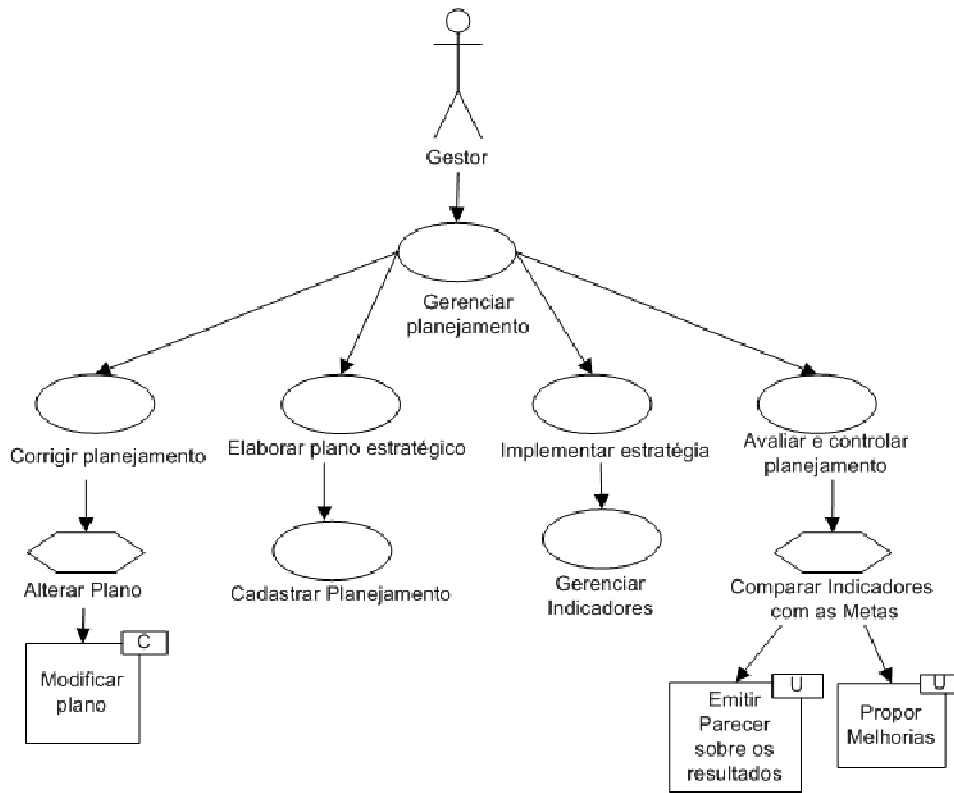 Gestor
Gerenciar
planejamento
Corrigir planejamento
Elaborar plano estratégico
Implementar estratégia
Avaliar e controlar
planejamento
Alterar Plano
Cadastrar Planejamento
Gerenciar
Indicadores
Comparar Indicadores
com as Metas
C
Modificar
plano
U
Emitir
Parecer
sobre os
resultados
U
Propor
Melhorias